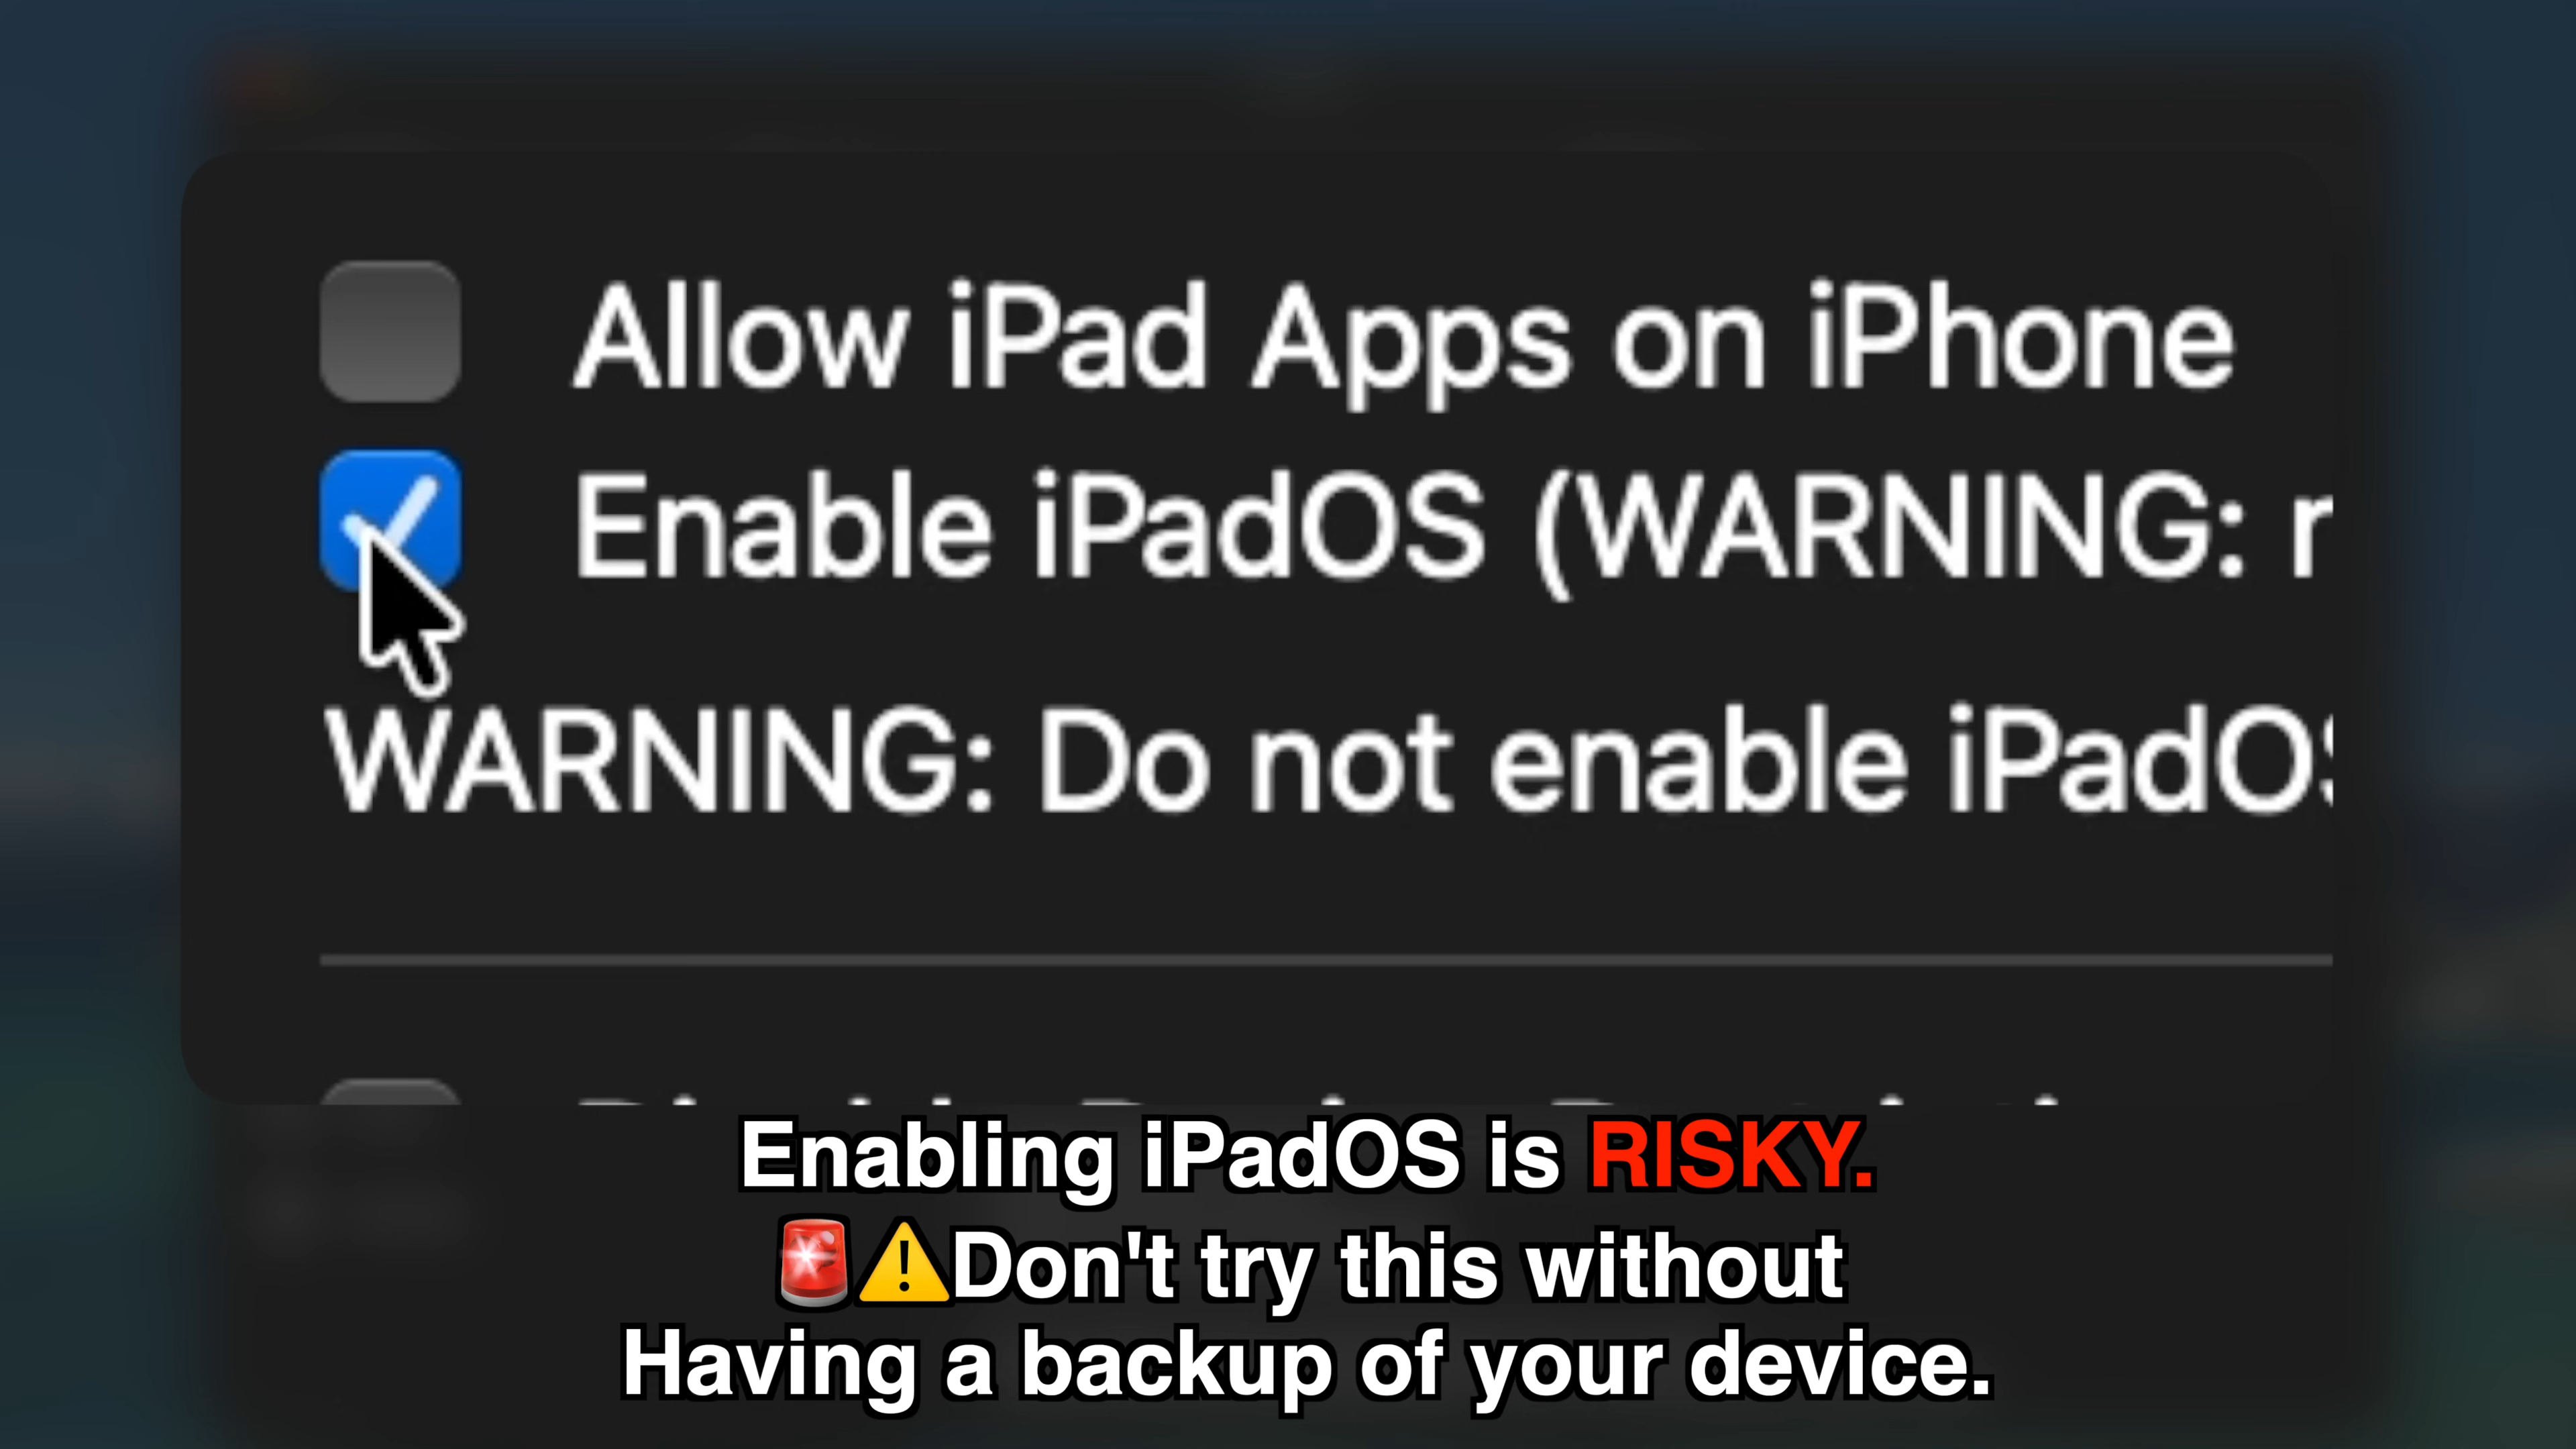 Allow iPad Apps on iPhone
Enable iPadOS (WARNING:
WARNING: Do not enable
Enabling iPadOS is RISKY.
🚨⚠️Don't try this without
Having a backup of your device.